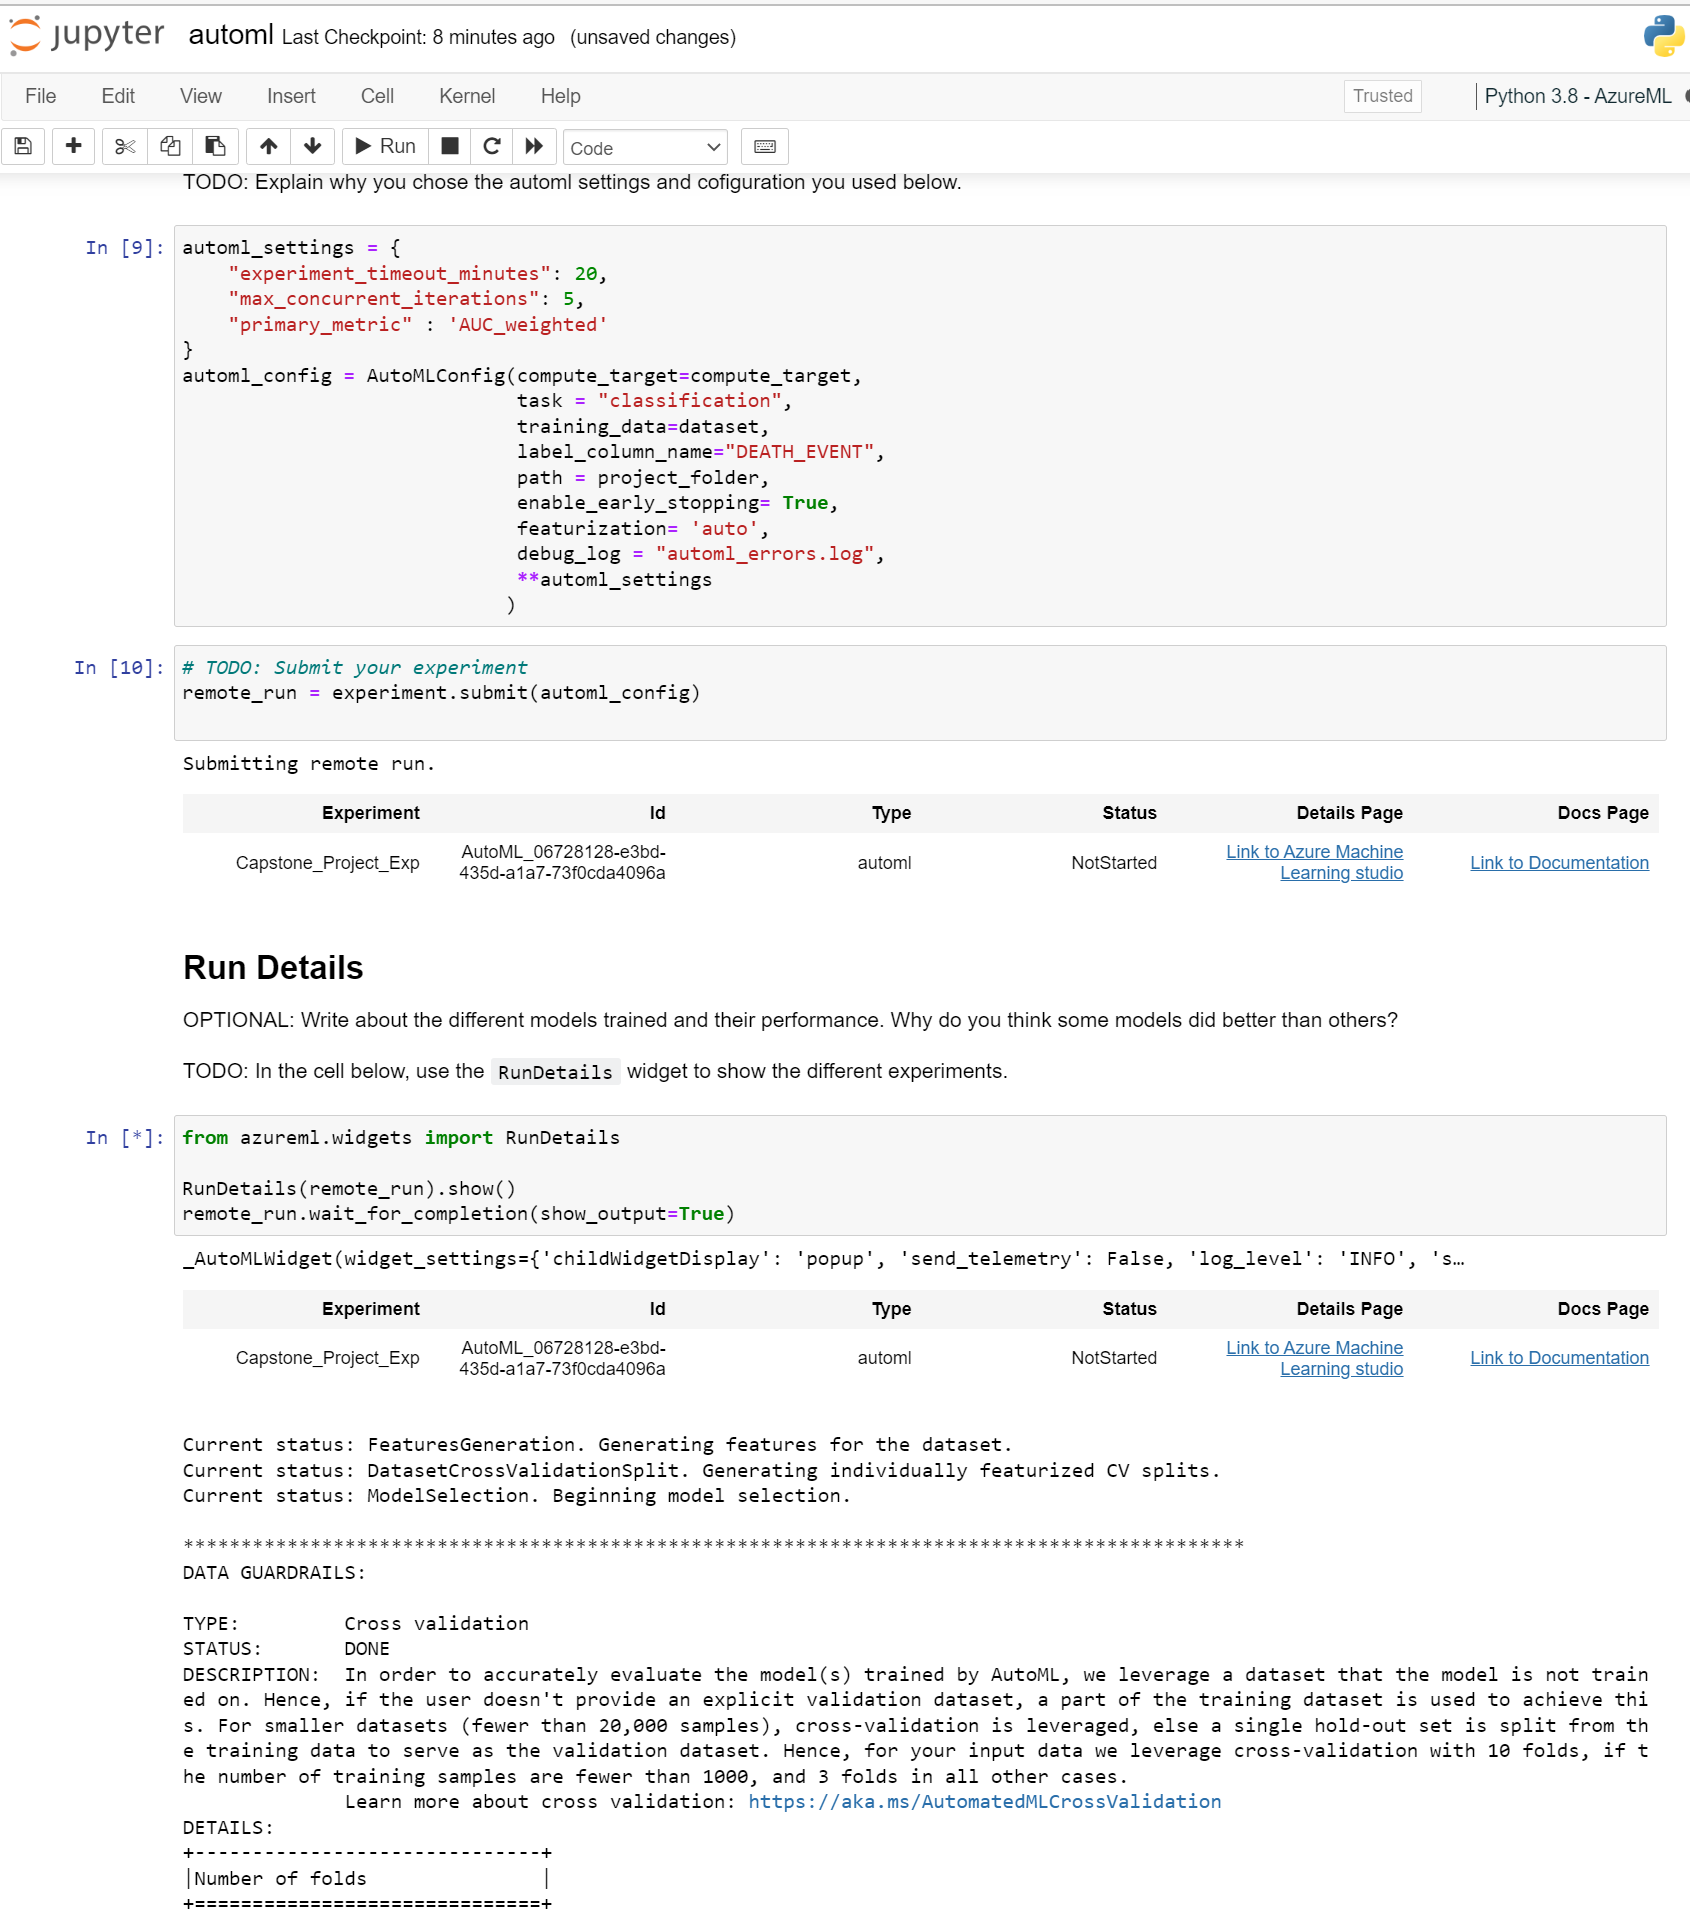 jupyter automl Last Checkpoint: 8 minutes ago (unsaved changes)
File Edit View Insert Cell Kernel Help Trusted Python 3.8 - AzureML
Run Code
TODO: Explain why you chose the automl settings and cofiguration you used below.
In [9]: automl_settings = {
"experiment_timeout_minutes": 20,
"max_concurrent_iterations": 5,
"primary_metric" : 'AUC_weighted'
}
automl_config = AutoMLConfig(compute_target=compute_target,
task = "classification",
training_data=dataset,
label_column_name="DEATH_EVENT",
path = project_folder,
enable_early_stopping= True,
featurization= 'auto',
debug_log = "automl_errors.log",
**automl_settings
)
In [10]: # TODO: Submit your experiment
remote_run = experiment.submit(automl_config)
Submitting remote run.
Experiment Id Type Status Details Page Docs Page
Capstone_Project_Exp AutoML_06728128-e3bd-435d-a1a7-73f0cda4096a automl NotStarted Link to Azure Machine Learning studio Link to Documentation
Run Details
OPTIONAL: Write about the different models trained and their performance. Why do you think some models did better than others?
TODO: In the cell below, use the RunDetails widget to show the different experiments.
In [*]: from azureml.widgets import RunDetails
RunDetails(remote_run).show()
remote_run.wait_for_completion(show_output=True)
_AutoMLWidget(widget_settings={'childWidgetDisplay': 'popup', 'send_telemetry': False, 'log_level': 'INFO', 's…
Experiment Id Type Status Details Page Docs Page
Capstone_Project_Exp AutoML_06728128-e3bd-435d-a1a7-73f0cda4096a automl NotStarted Link to Azure Machine Learning studio Link to Documentation
Current status: FeaturesGeneration. Generating features for the dataset.
Current status: DatasetCrossValidationSplit. Generating individually featurized CV splits.
Current status: ModelSelection. Beginning model selection.
********************************************************************************************
DATA GUARDRAILS:
TYPE: Cross validation
STATUS: DONE
DESCRIPTION: In order to accurately evaluate the model(s) trained by AutoML, we leverage a dataset that the model is not train
ed on. Hence, if the user doesn't provide an explicit validation dataset, a part of the training dataset is used to achieve thi
s. For smaller datasets (fewer than 20,000 samples), cross-validation is leveraged, else a single hold-out set is split from th
e training data to serve as the validation dataset. Hence, for your input data we leverage cross-validation with 10 folds, if t
he number of training samples are fewer than 1000, and 3 folds in all other cases.
Learn more about cross validation: https://aka.ms/AutomatedMLCrossValidation
DETAILS:
+------------------------------+
|Number of folds |
+==============================+